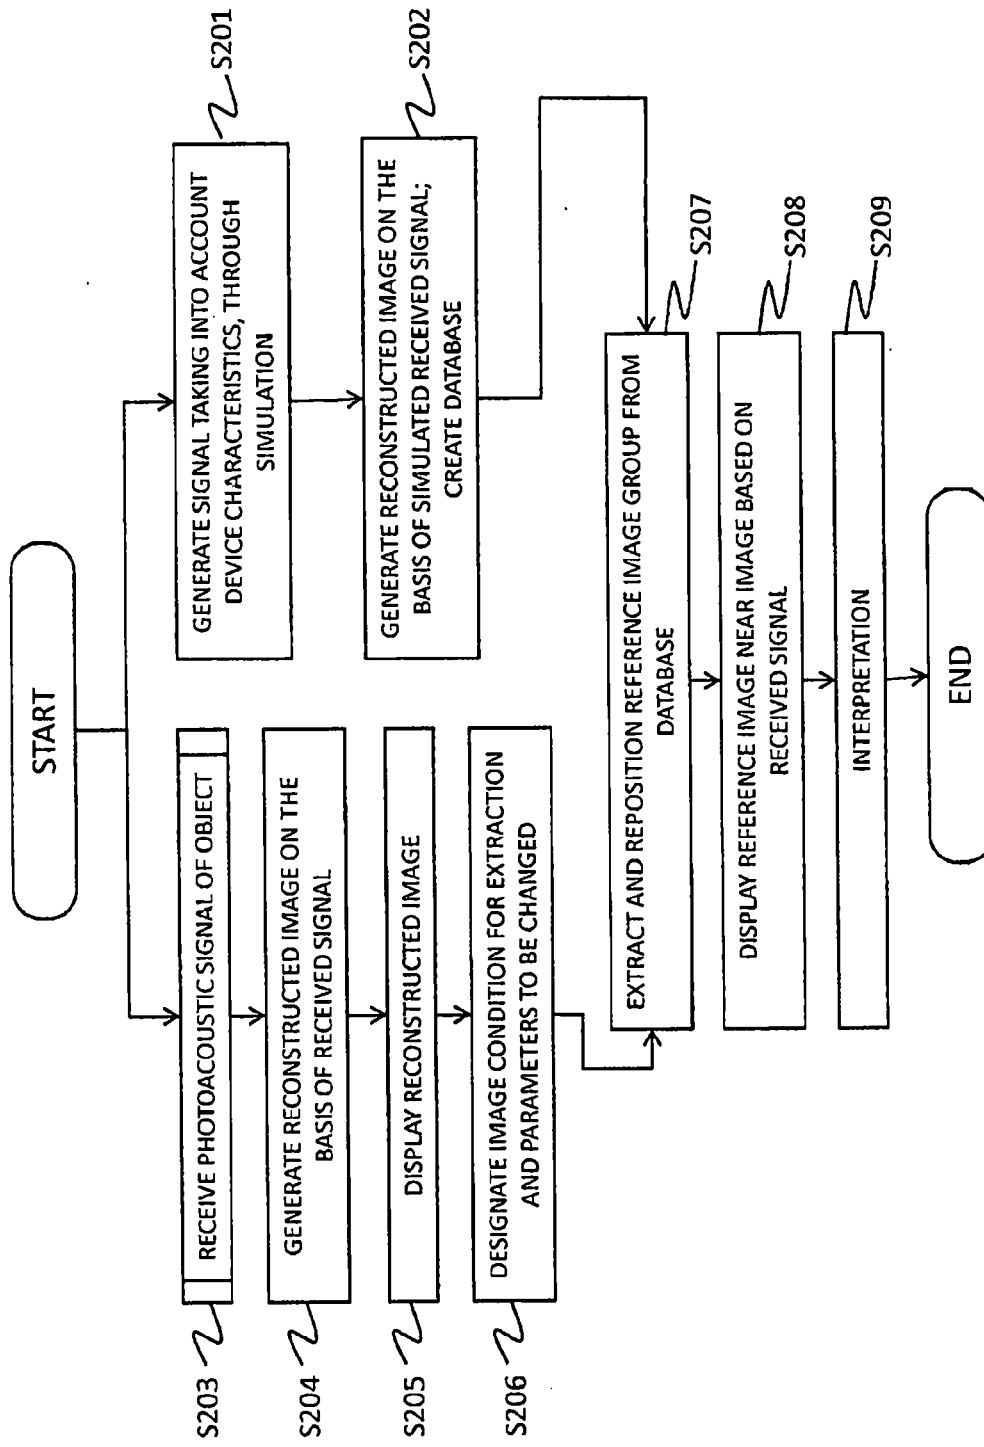 START
S201
GENERATE SIGNAL TAKING INTO ACCOUNT
DEVICE CHARACTERISTICS, THROUGH
SIMULATION
S202
GENERATE RECONSTRUCTED IMAGE ON THE
BASIS OF SIMULATED RECEIVED SIGNAL;
CREATE DATABASE
S203
RECEIVE PHOTOACOUSTIC SIGNAL OF OBJECT
S204
GENERATE RECONSTRUCTED IMAGE ON THE
BASIS OF RECEIVED SIGNAL
S205
DISPLAY RECONSTRUCTED IMAGE
S206
DESIGNATE IMAGE CONDITION FOR EXTRACTION
AND PARAMETERS TO BE CHANGED
S207
EXTRACT AND REPOSITION REFERENCE IMAGE GROUP FROM
DATABASE
S208
DISPLAY REFERENCE IMAGE NEAR IMAGE BASED ON
RECEIVED SIGNAL
S209
INTERPRETATION
END